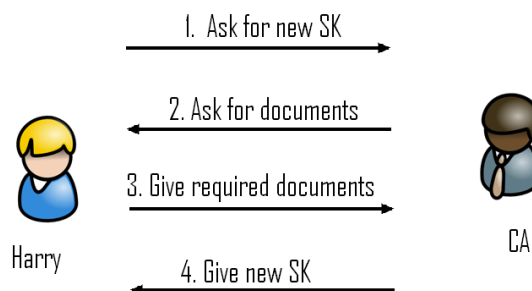 1. Ask for new SK
2. Ask for documents
3. Give required documents
Harry
CA
4. Give new SK